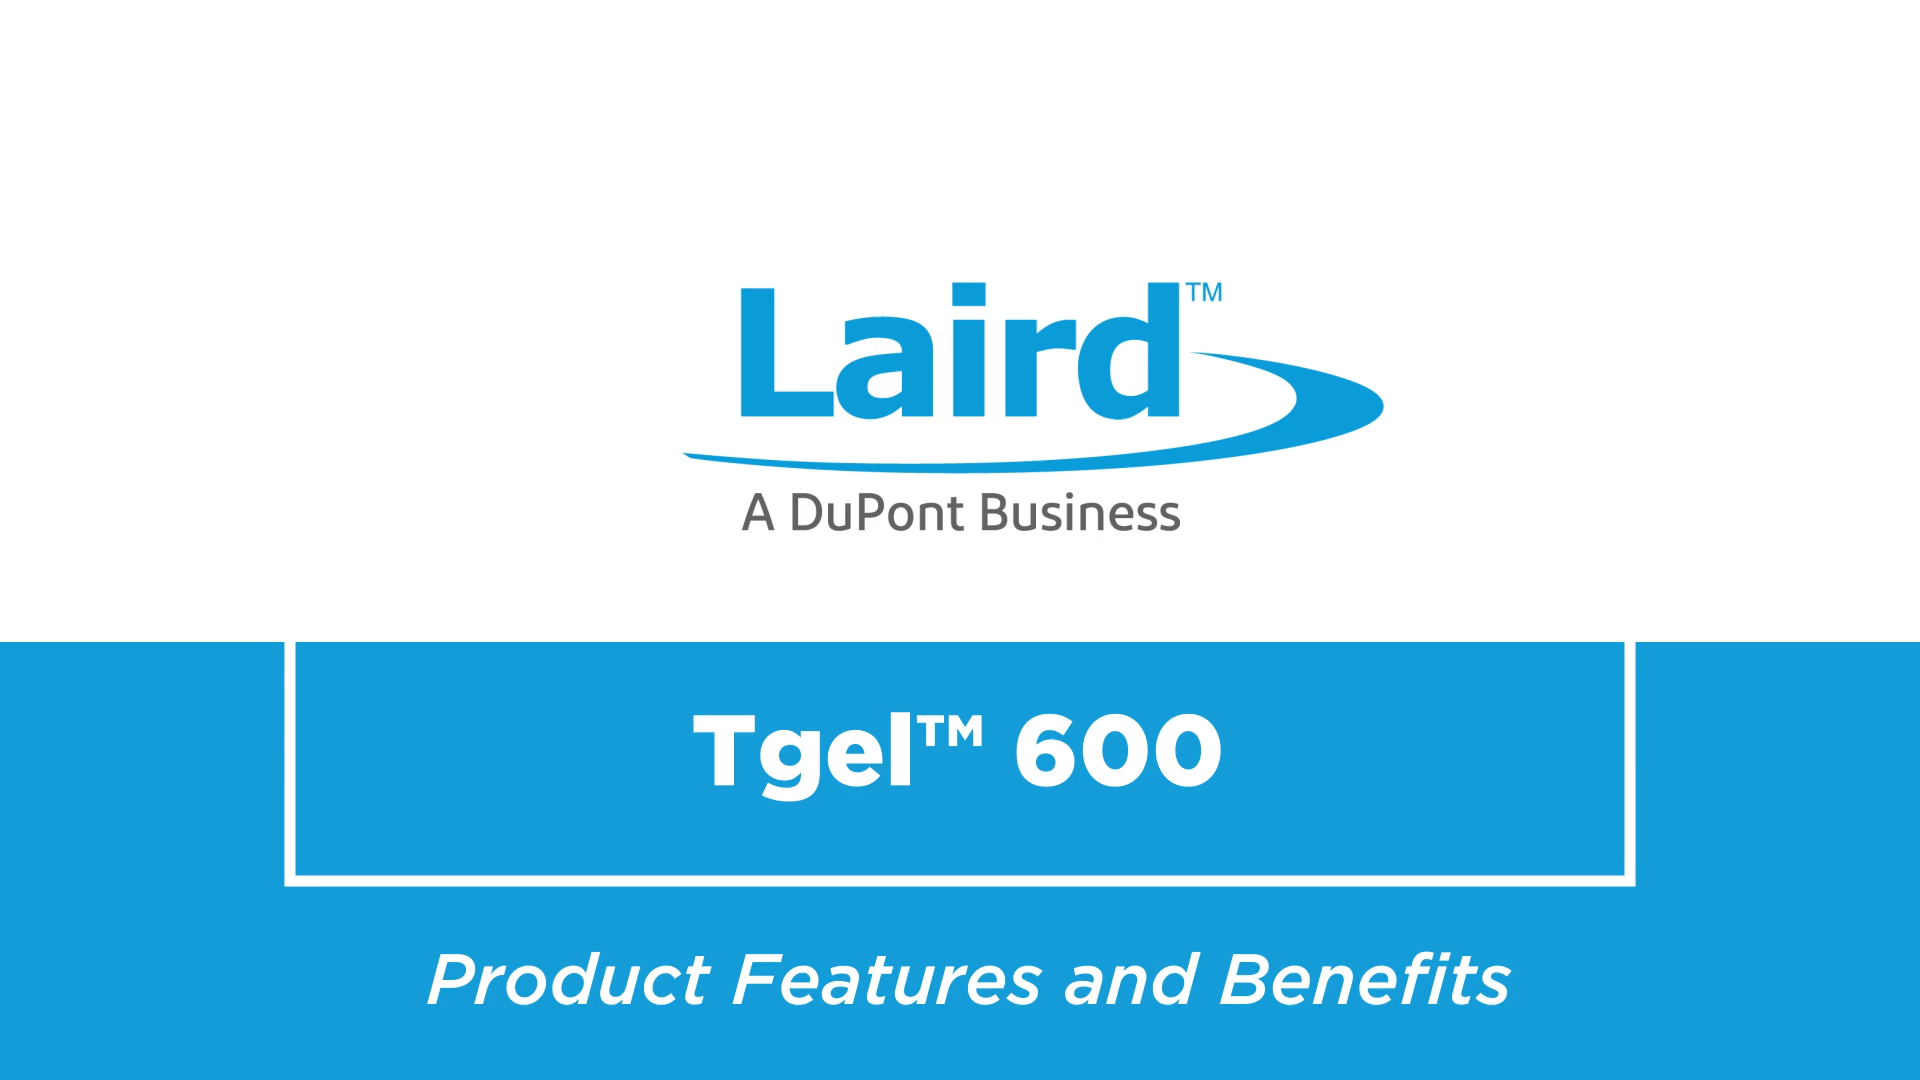 Laird™
A DuPont Business
Tgel™ 600
Product Features and Benefits